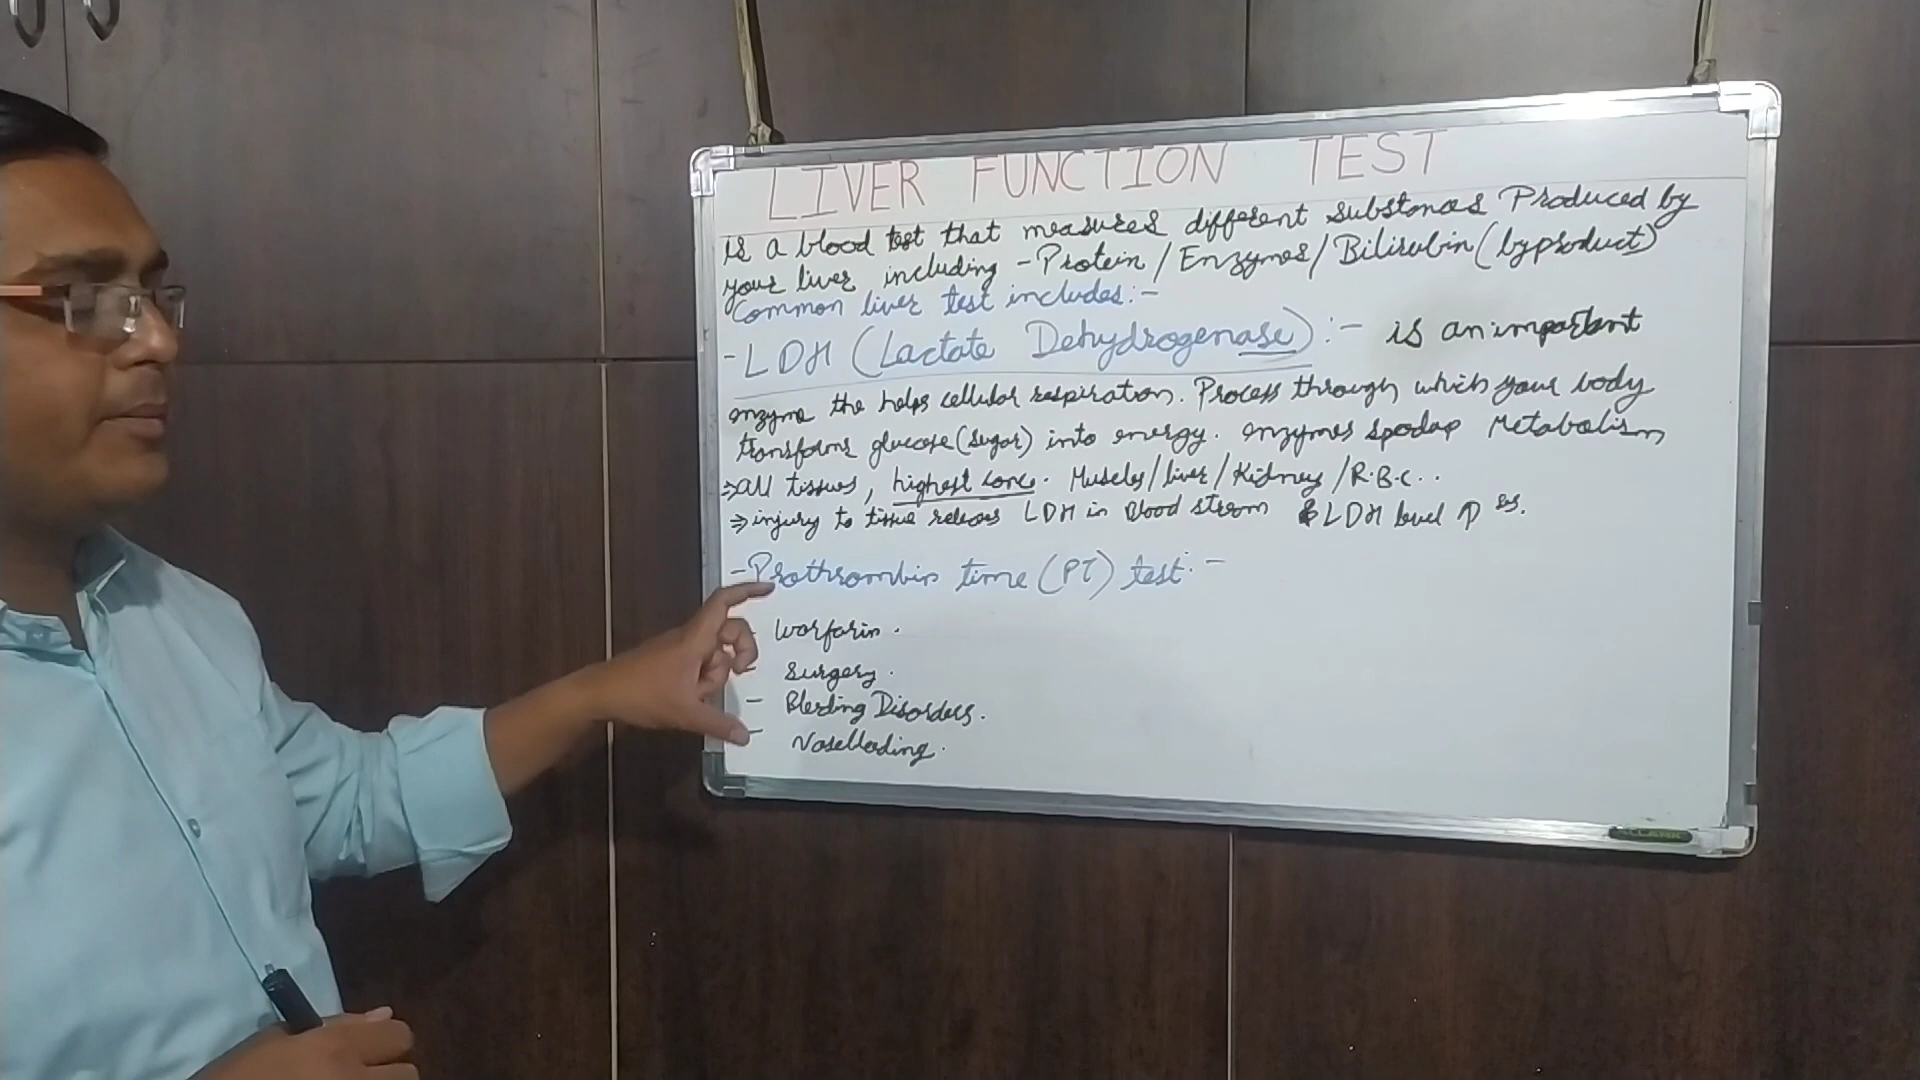 LIVER FUNCTION TEST
is a blood test that measures different substances Produced by
your liver including - Protein / Enzymes / Bilirubin (byproduct)
Common liver test includes:-
- LDH (Lactate Dehydrogenase) :- is an important
enzyme the helps cellular respiration. Process through which your body
transforms glucose (sugar) into energy. enzymes Metabolism
⇒ all tissues, highest conc. Muscles / liver / Kidney / R.B.C..
⇒ injury to tissue releases LDH in blood stream & LDH level ↑ ses.
- Prothrombin time (PT) test:-
- Warfarin.
- Surgery.
- Bleeding Disorders.
- Nosebleeding.